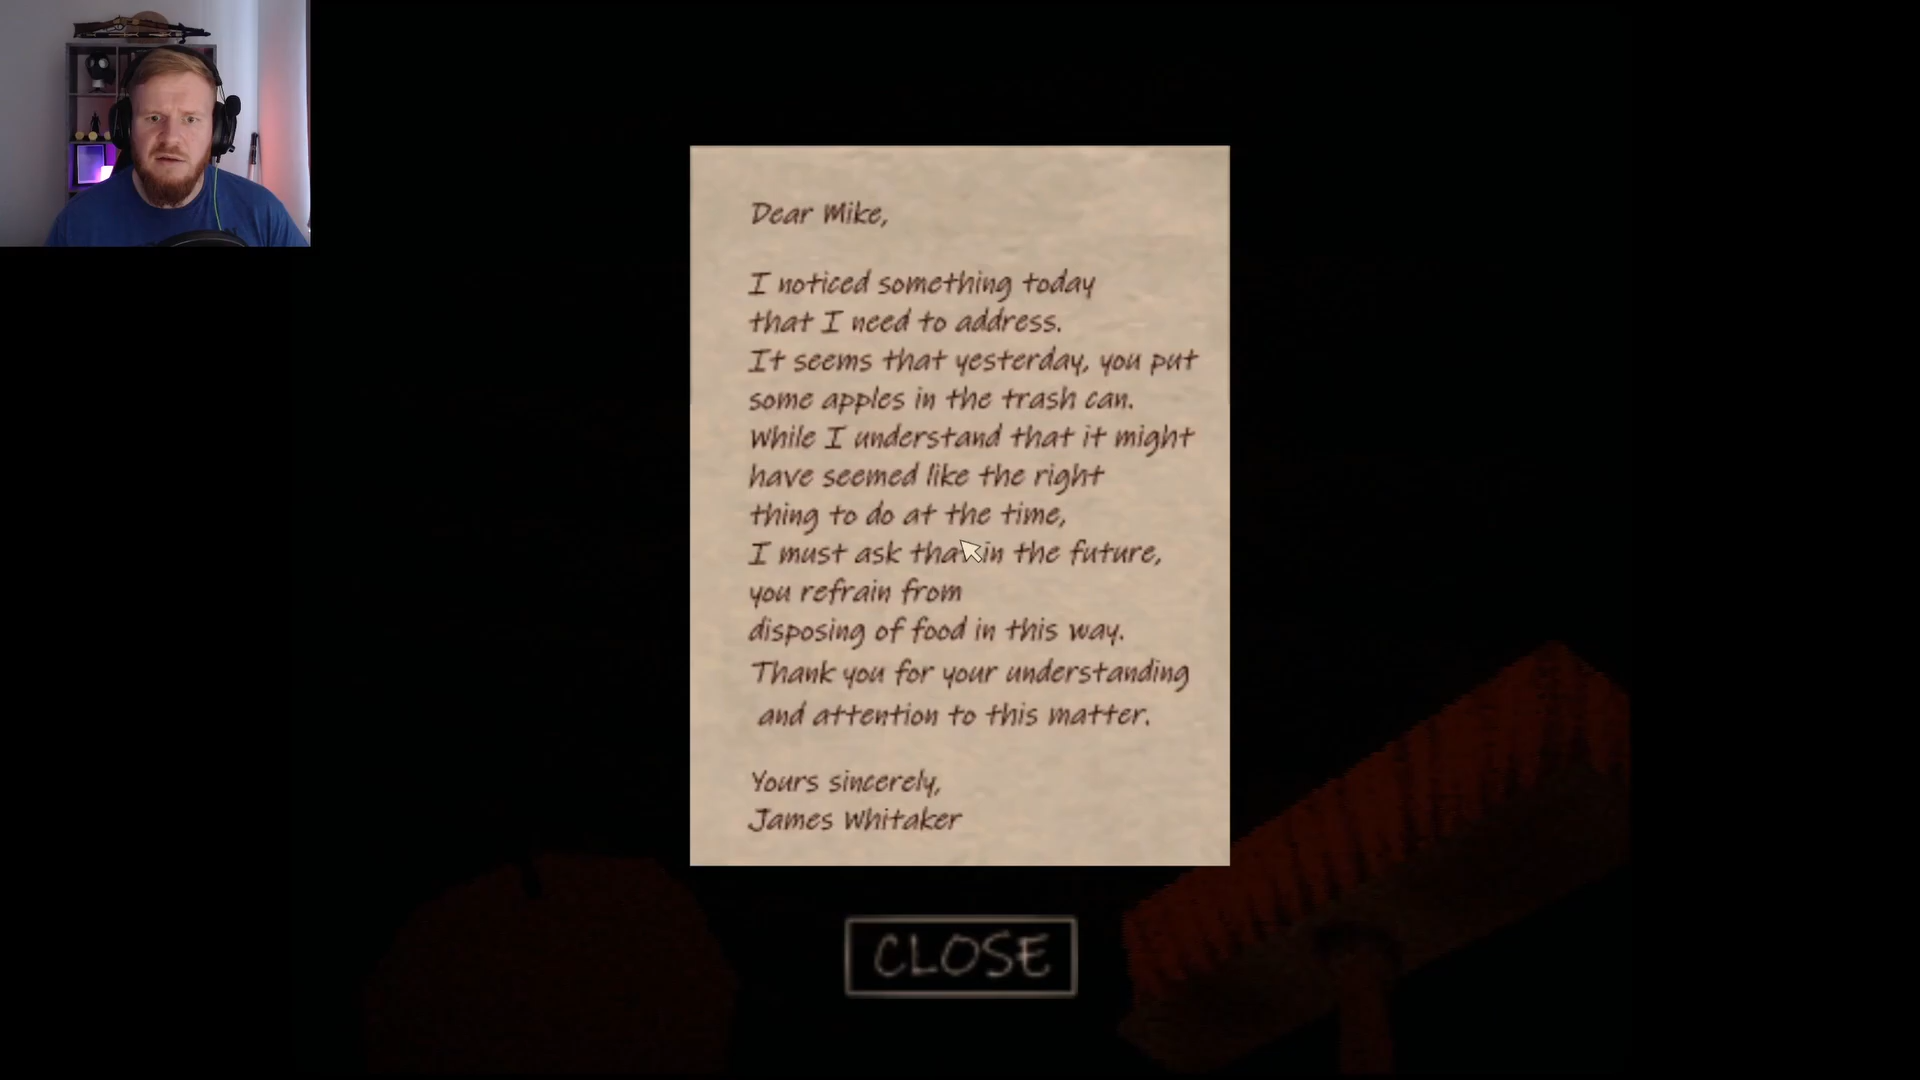 Dear Mike,
I noticed something today
that I need to address.
It seems that yesterday, you put
some apples in the trash can.
While I understand that it might
have seemed like the right
thing to do at the time,
I must ask that in the future,
you refrain from
disposing of food in this way.
Thank you for your understanding
and attention to this matter.
Yours sincerely,
James Whitaker
CLOSE